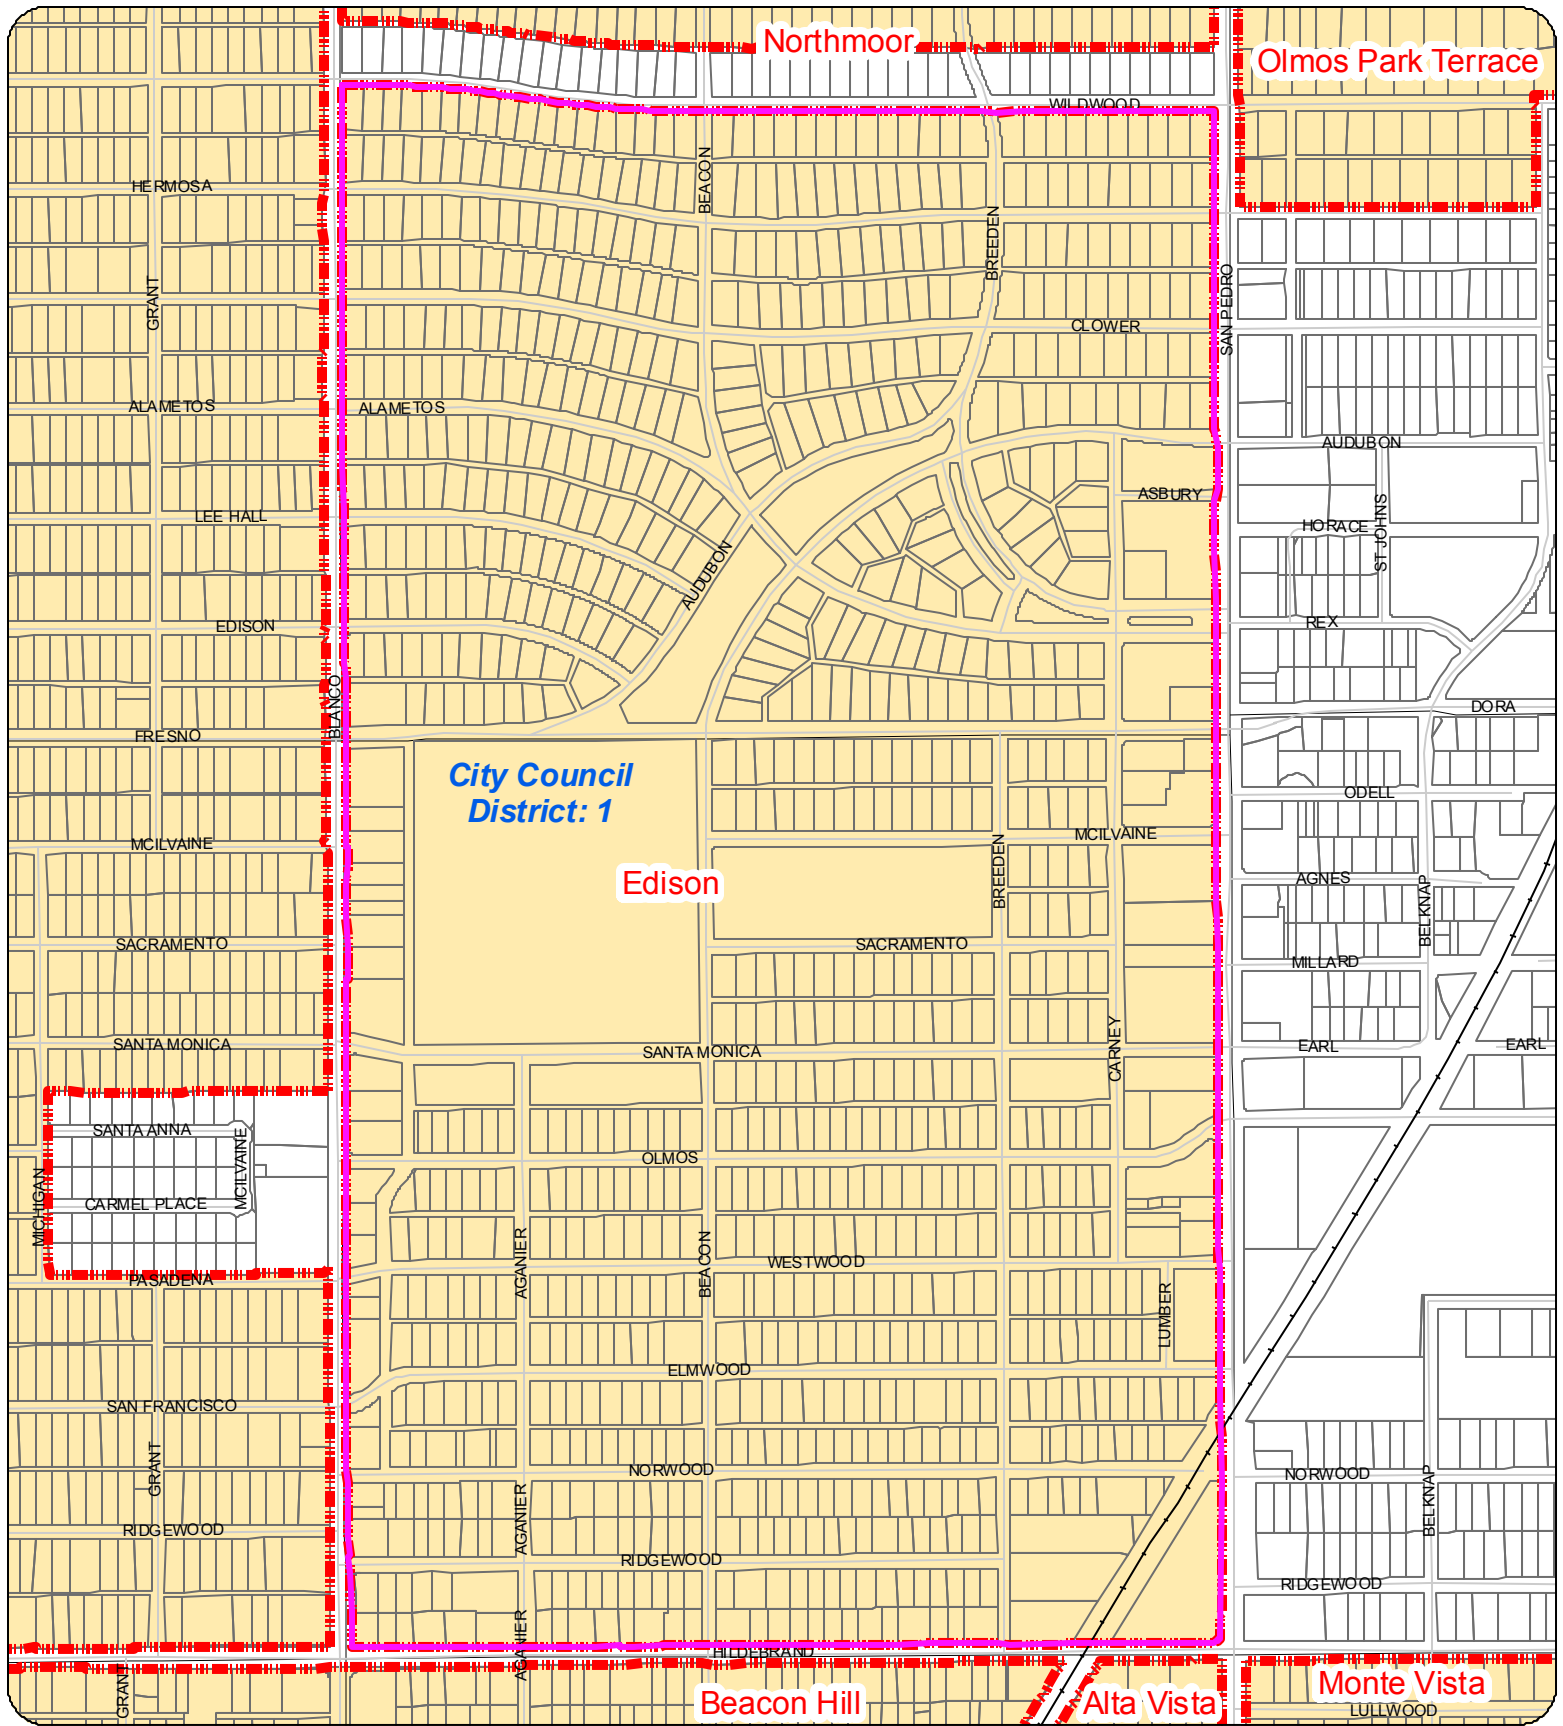 Northmoor
Olmos Park Terrace
WILDWOOD
HERMOSA
BEACON
BREEDEN
GRANT
SAN PEDRO
CLOWER
ALAMETOS
ALAMETOS
AUDUBON
ASBURY
LEE HALL
HORACE
ST JOHNS
AUDUBON
EDISON
REX
BLANCO
DORA
FRESNO
City Council
District: 1
ODELL
MCILVAINE
MCILVAINE
Edison
BREEDEN
AGNES
BELKNAP
SACRAMENTO
SACRAMENTO
MILLARD
SANTA MONICA
SANTA MONICA
CARNEY
EARL
EARL
SANTA ANNA
MCILVAINE
OLMOS
MICHIGAN
CARMEL PLACE
AGANIER
BEACON
WESTWOOD
PASADENA
LUMBER
ELMWOOD
SAN FRANCISCO
GRANT
NORWOOD
NORWOOD
BELKNAP
AGANIER
RIDGEWOOD
RIDGEWOOD
RIDGEWOOD
AGANIER
HILDEBRAND
GRANT
Beacon Hill
Alta Vista
Monte Vista
LULLWOOD